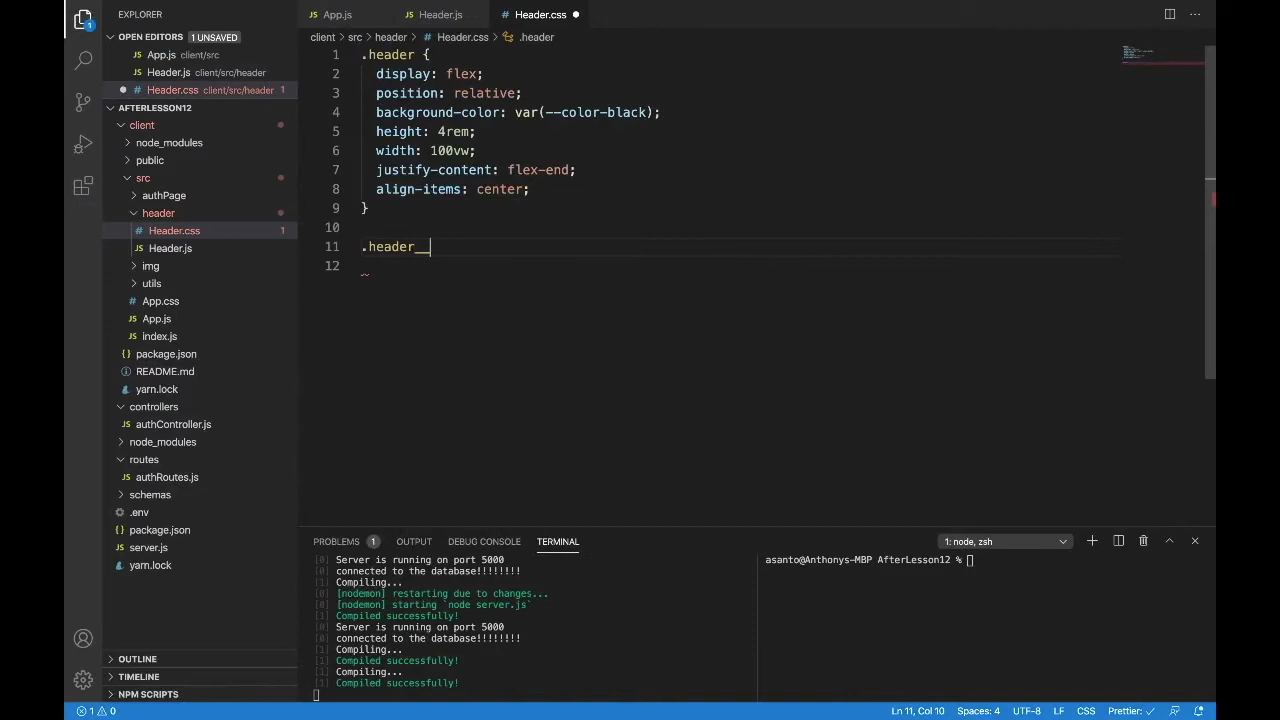 EXPLORER
OPEN EDITORS 1 UNSAVED
App.js client/src
Header.js client/src/header
Header.css client/src/header 1
AFTERLESSON12
client
node_modules
public
src
authPage
header
Header.css 1
Header.js
img
utils
App.css
App.js
index.js
package.json
README.md
yarn.lock
controllers
authController.js
node_modules
routes
authRoutes.js
schemas
.env
package.json
server.js
yarn.lock
OUTLINE
TIMELINE
NPM SCRIPTS
App.js Header.js Header.css
client > src > header > Header.css > .header
1 .header {
2 display: flex;
3 position: relative;
4 background-color: var(--color-black);
5 height: 4rem;
6 width: 100vw;
7 justify-content: flex-end;
8 align-items: center;
9 }
10
11 .header__
12
PROBLEMS 1 OUTPUT DEBUG CONSOLE TERMINAL 1: node, zsh
[0] Server is running on port 5000
[0] connected to the database!!!!!!!!
[1] Compiling...
[0] [nodemon] restarting due to changes...
[0] [nodemon] starting `node server.js`
[1] Compiled successfully!
[0] Server is running on port 5000
[0] connected to the database!!!!!!!!
[1] Compiling...
[1] Compiled successfully!
[1] Compiling...
[1] Compiled successfully!
asanto@Anthonys-MBP AfterLesson12 %
1 0 Ln 11, Col 10 Spaces: 4 UTF-8 LF CSS Prettier: ✓